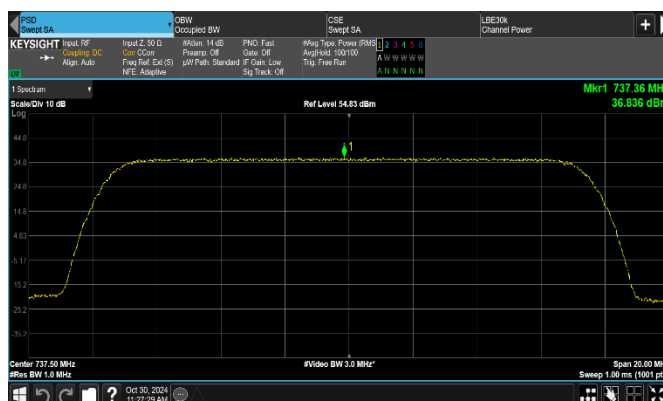 PSD
Swept SA
OBW
Occupied BW
CSE
Swept SA
LBE30k
Channel Power
+
KEYSIGHT
Input: RF
Coupling: DC
Align: Auto
Input Z: 50 Ω
Corr CCorr
Freq Ref: Ext (S)
NFE: Adaptive
#Atten: 14 dB
Preamp: Off
µW Path: Standard
PNO: Fast
Gate: Off
IF Gain: Low
Sig Track: Off
#Avg Type: Power (RMS)
Avg|Hold: 100/100
Trig: Free Run
1 2 3 4 5 6
A W W W W W
A N N N N N
1 Spectrum
Scale/Div 10 dB
Ref Level 54.83 dBm
Mkr1 737.36 MH
36.836 dB
Log
1
44.8
34.8
24.8
14.8
4.83
-5.17
-15.2
-25.2
-35.2
Center 737.50 MHz
#Res BW 1.0 MHz
#Video BW 3.0 MHz*
Span 20.00 MH
Sweep 1.00 ms (1001 pt
?
Oct 30, 2024
11:27:29 AM